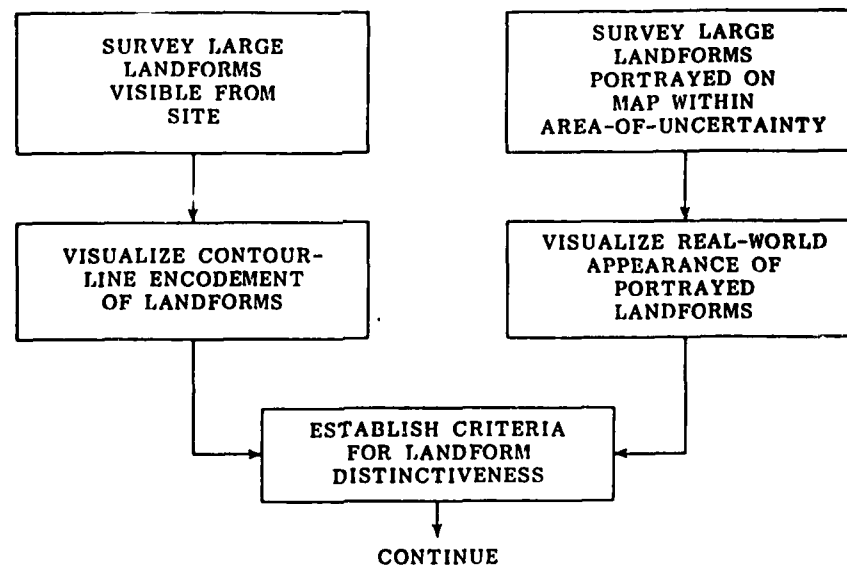 SURVEY LARGE
LANDFORMS
VISIBLE FROM
SITE
SURVEY LARGE
LANDFORMS
PORTRAYED ON
MAP WITHIN
AREA-OF-UNCERTAINTY
VISUALIZE CONTOUR-
LINE ENCODEMENT
OF LANDFORMS
VISUALIZE REAL-WORLD
APPEARANCE OF
PORTRAYED
LANDFORMS
ESTABLISH CRITERIA
FOR LANDFORM
DISTINCTIVENESS
CONTINUE